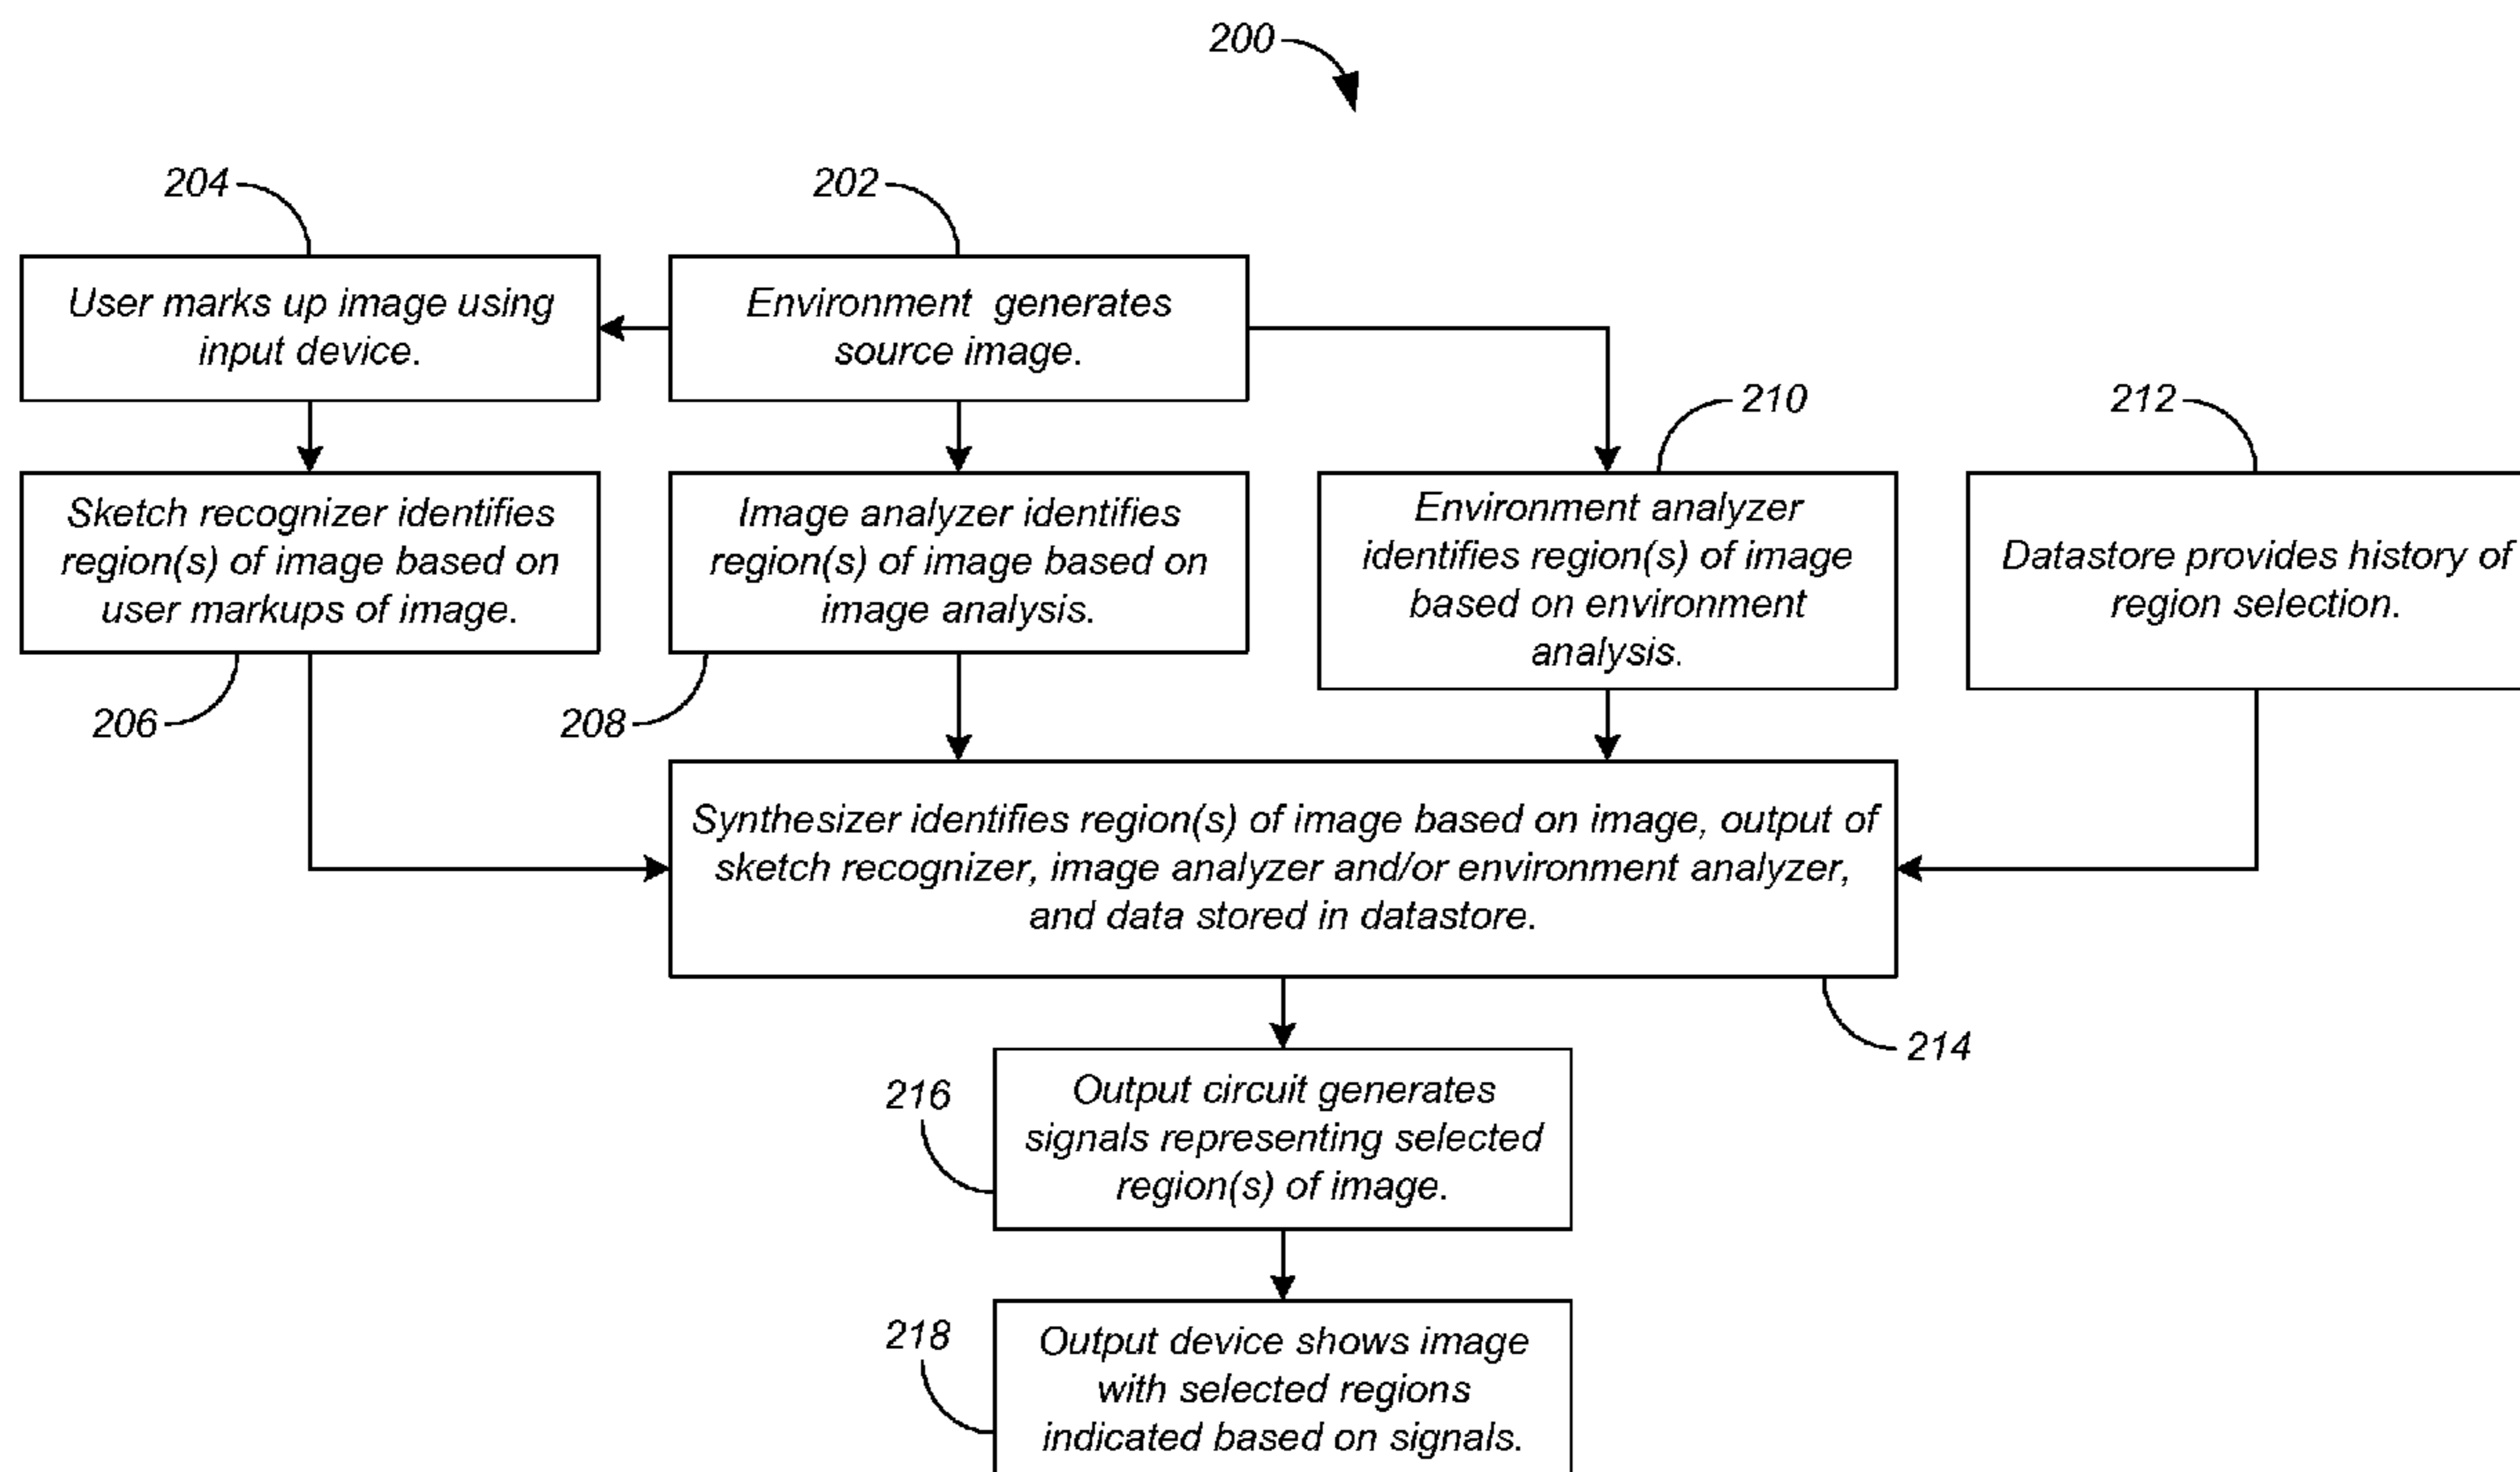 200
204
202
User marks up image using
input device.
Environment generates
source image.
210
212
Sketch recognizer identifies
region(s) of image based on
user markups of image.
Image analyzer identifies
region(s) of image based on
image analysis.
Environment analyzer
identifies region(s) of image
based on environment
analysis.
Datastore provides history of
region selection.
206
208
Synthesizer identifies region(s) of image based on image, output of
sketch recognizer, image analyzer and/or environment analyzer,
and data stored in datastore.
214
216
Output circuit generates
signals representing selected
region(s) of image.
218
Output device shows image
with selected regions
indicated based on signals.